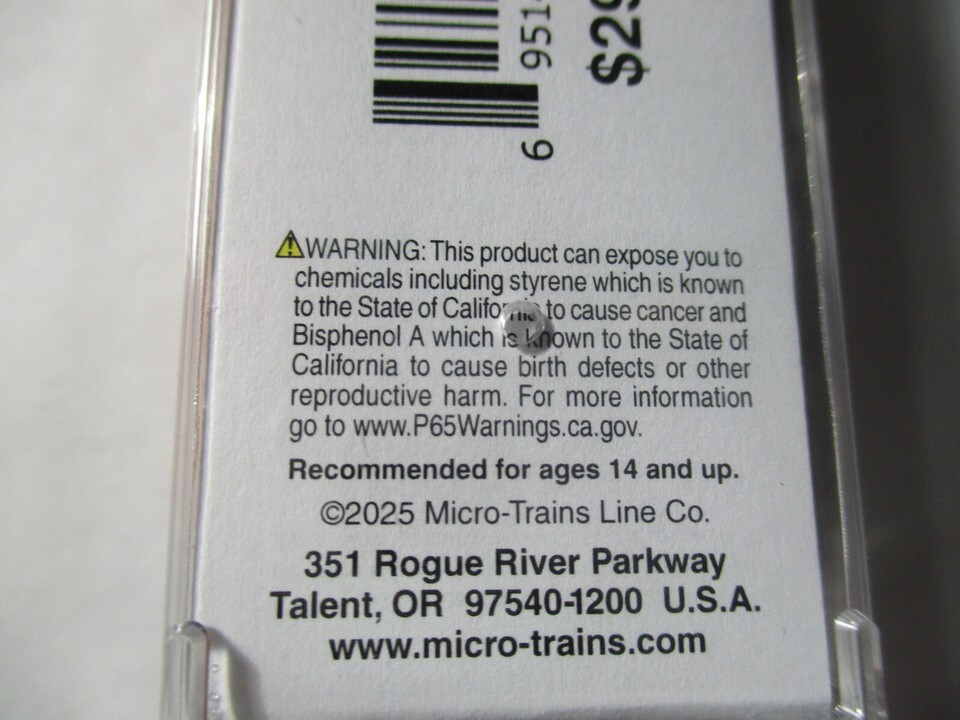 $29
6 951
WARNING: This product can expose you to
chemicals including styrene which is known
to the State of California to cause cancer and
Bisphenol A which is known to the State of
California to cause birth defects or other
reproductive harm. For more information
go to www.P65Warnings.ca.gov.
Recommended for ages 14 and up.
©2025 Micro-Trains Line Co.
351 Rogue River Parkway
Talent, OR 97540-1200 U.S.A.
www.micro-trains.com